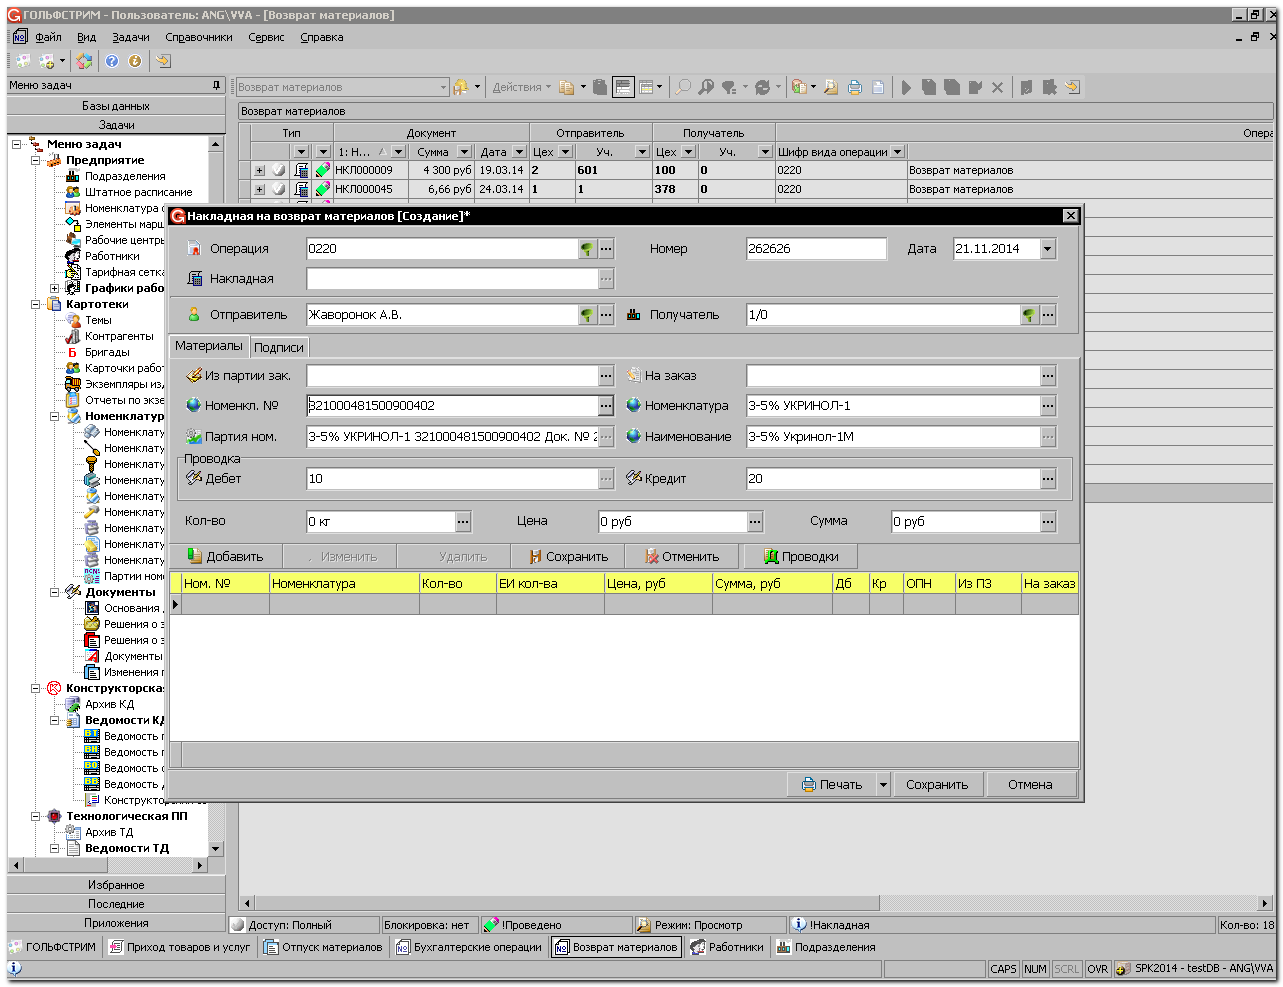 ГОЛЬФСТРИМ - Пользователь: ANG\VVA - [Возврат материалов]
Файл Вид Задачи Справочники Сервис Справка
Меню задач
Возврат материалов
Действия
Базы данных
Задачи
Возврат материалов
Тип Документ Отправитель Получатель Опера
1: Н... Сумма Дата Цех Уч. Цех Уч. Шифр вида операции
НКЛ000009 4 300 руб 19.03.14 2 601 100 0 0220 Возврат материалов
НКЛ000045 6,66 руб 24.03.14 1 1 378 0 0220 Возврат материалов
Меню задач
Предприятие
Подразделения
Штатное расписание
Номенклатура
Элементы марш
Рабочие центры
Работники
Тарифная сетка
Графики рабо
Картотеки
Темы
Контрагенты
Бригады
Карточки работ
Экземпляры изд
Отчеты по экзе
Номенклатур
Номенклату
Номенклату
Номенклату
Номенклату
Номенклату
Номенклату
Номенклату
Номенклату
Номенклату
Партии ном
Документы
Основания
Решения о з
Решения о з
Документы
Изменения
Конструкторская
Архив КД
Ведомости КД
Ведомость
Ведомость
Ведомость
Ведомость
Технологическая ПП
Архив ТД
Ведомости ТД
Избранное
Последние
Приложения
Накладная на возврат материалов [Создание]*
Операция 0220 Номер 262626 Дата 21.11.2014
Накладная
Отправитель Жаворонок А.В. Получатель 1/0
Материалы Подписи
Из партии зак. На заказ
Номенкл. № 321000481500900402 Номенклатура З-5% УКРИНОЛ-1
Партия ном. З-5% УКРИНОЛ-1 321000481500900402 Док. № 2 Наименование З-5% Укринол-1М
Проводка
Дебет 10 Кредит 20
Кол-во 0 кг Цена 0 руб Сумма 0 руб
Добавить Изменить Удалить Сохранить Отменить Проводки
Ном. № Номенклатура Кол-во ЕИ кол-ва Цена, руб Сумма, руб Дб Кр ОПН Из ПЗ На заказ
Печать Сохранить Отмена
Доступ: Полный Блокировка: нет !Проведено Режим: Просмотр !Накладная Кол-во: 18
ГОЛЬФСТРИМ Приход товаров и услуг Отпуск материалов Бухгалтерские операции Возврат материалов Работники Подразделения
CAPS NUM SCRL OVR SPK2014 - testDB - ANG\VVA